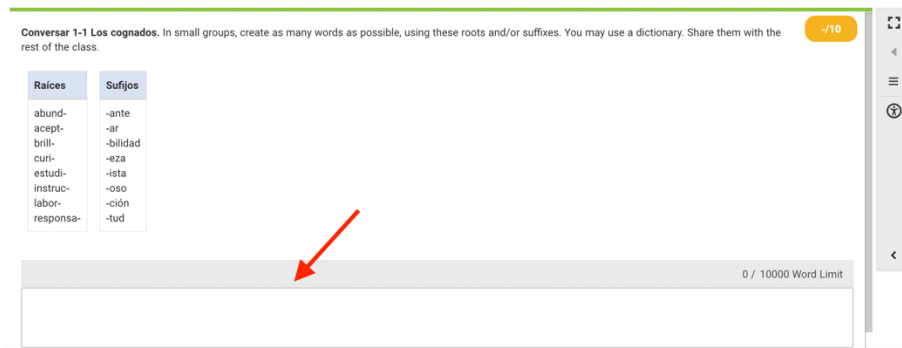 Conversar 1-1 Los cognados. In small groups, create as many words as possible, using these roots and/or suffixes. You may use a dictionary. Share them with the
rest of the class.
-/10
Raíces Sufijos
abund- -ante
acept- -ar
brill- -bilidad
curi- -eza
estudi- -ista
instruc- -oso
labor- -ción
responsa- -tud
0 / 10000 Word Limit